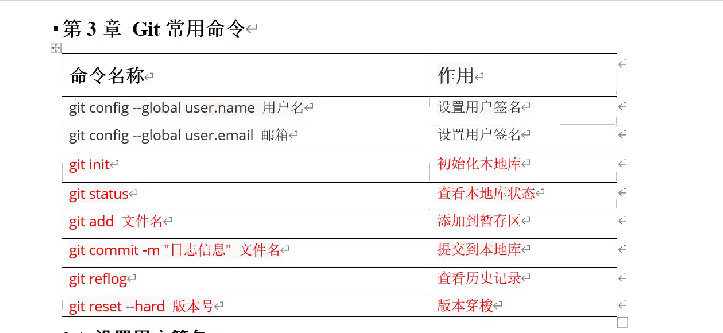 第 3 章 Git 常用命令
命令名称 作用
git config --global user.name 用户名 设置用户签名
git config --global user.email 邮箱 设置用户签名
git init 初始化本地库
git status 查看本地库状态
git add 文件名 添加到暂存区
git commit -m "日志信息" 文件名 提交到本地库
git reflog 查看历史记录
git reset --hard 版本号 版本穿梭